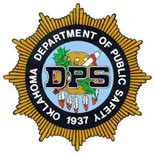 OKLAHOMA DEPARTMENT OF PUBLIC SAFETY
DPS
1937